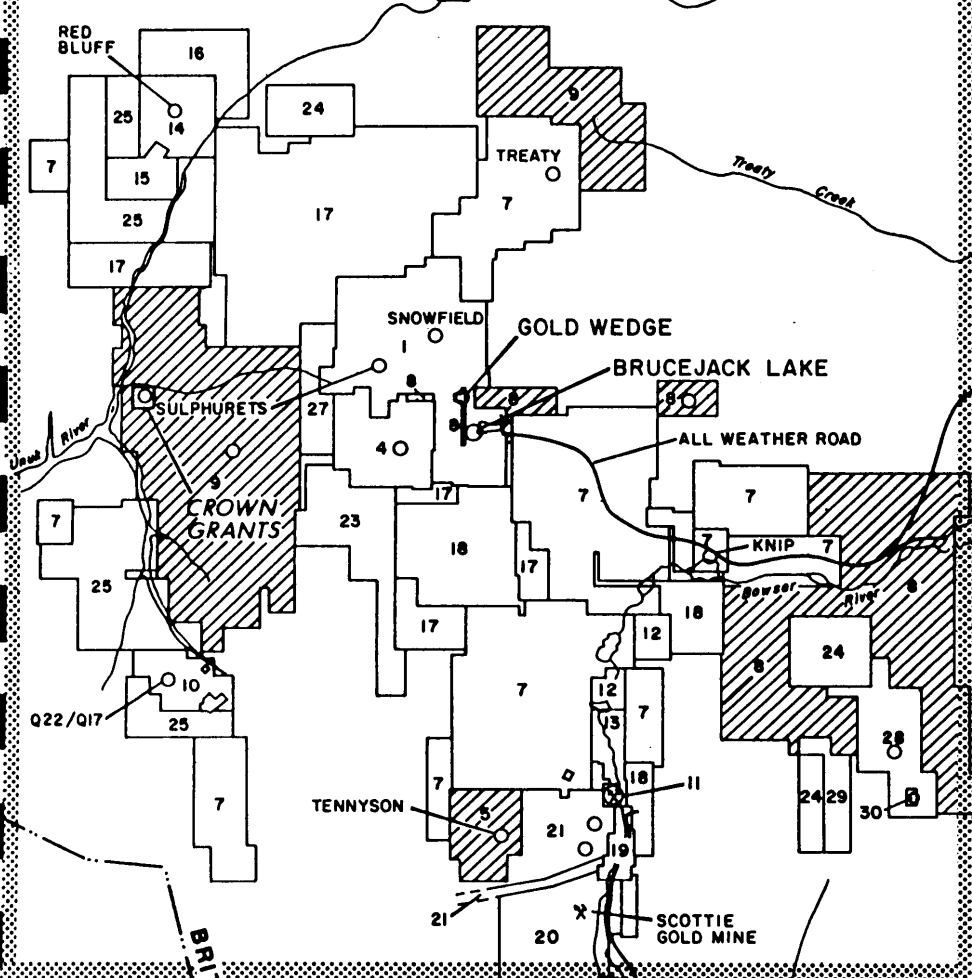 RED
BLUFF
16
24
9
25
14
TREATY
7
15
Treaty
Creek
7
25
17
17
SNOWFIELD
GOLD WEDGE
1
BRUCEJACK LAKE
8
8
8
SULPHURETS
27
8
Unuk River
4
ALL WEATHER ROAD
9
CROWN
GRANTS
17
7
7
7
23
18
7
KNIP
7
25
17
Bowser River
8
18
17
12
24
8
10
7
12
7
Q22/Q17
25
13
28
7
7
18
11
TENNYSON
5
24
29
30
21
19
21
SCOTTIE
GOLD MINE
20
BRI